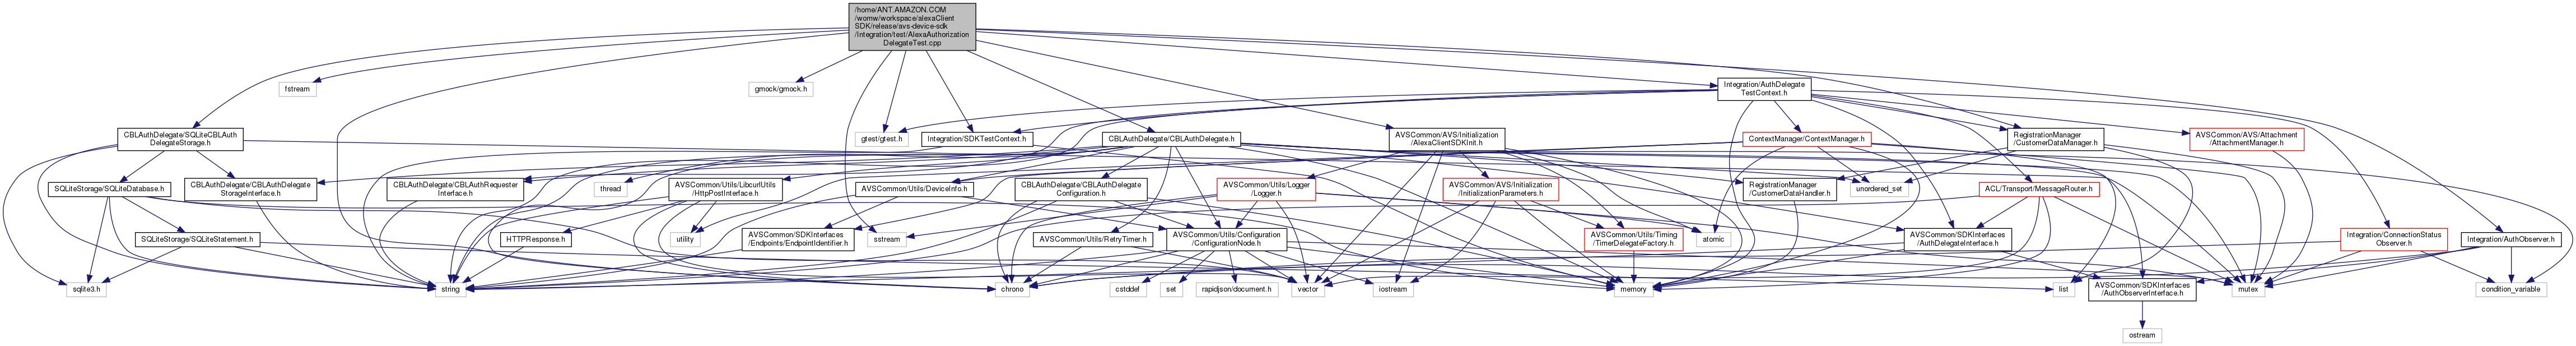 /home/ANT.AMAZON.COM
/womw/workspace/alexaClient
SDK/release/avs-device-sdk
/Integration/test/AlexaAuthorization
DelegateTest.cpp
fstream
gmock/gmock.h
Integration/AuthDelegate
TestContext.h
CBLAuthDelegate/SQLiteCBLAuth
DelegateStorage.h
gtest/gtest.h
Integration/SDKTestContext.h
CBLAuthDelegate/CBLAuthDelegate.h
AVSCommon/AVS/Initialization
/AlexaClientSDKInit.h
ContextManager/ContextManager.h
RegistrationManager
/CustomerDataManager.h
AVSCommon/AVS/Attachment
/AttachmentManager.h
SQLiteStorage/SQLiteDatabase.h
CBLAuthDelegate/CBLAuthDelegate
StorageInterface.h
CBLAuthDelegate/CBLAuthRequester
Interface.h
thread
AVSCommon/Utils/LibcurlUtils
/HttpPostInterface.h
AVSCommon/Utils/DeviceInfo.h
CBLAuthDelegate/CBLAuthDelegate
Configuration.h
AVSCommon/Utils/Logger
/Logger.h
AVSCommon/AVS/Initialization
/InitializationParameters.h
RegistrationManager
/CustomerDataHandler.h
unordered_set
ACL/Transport/MessageRouter.h
SQLiteStorage/SQLiteStatement.h
HTTPResponse.h
utility
AVSCommon/SDKInterfaces
/Endpoints/EndpointIdentifier.h
sstream
AVSCommon/Utils/RetryTimer.h
AVSCommon/Utils/Configuration
/ConfigurationNode.h
AVSCommon/Utils/Timing
/TimerDelegateFactory.h
atomic
AVSCommon/SDKInterfaces
/AuthDelegateInterface.h
Integration/ConnectionStatus
Observer.h
Integration/AuthObserver.h
sqlite3.h
string
chrono
cstddef
set
rapidjson/document.h
vector
iostream
memory
list
AVSCommon/SDKInterfaces
/AuthObserverInterface.h
mutex
condition_variable
ostream